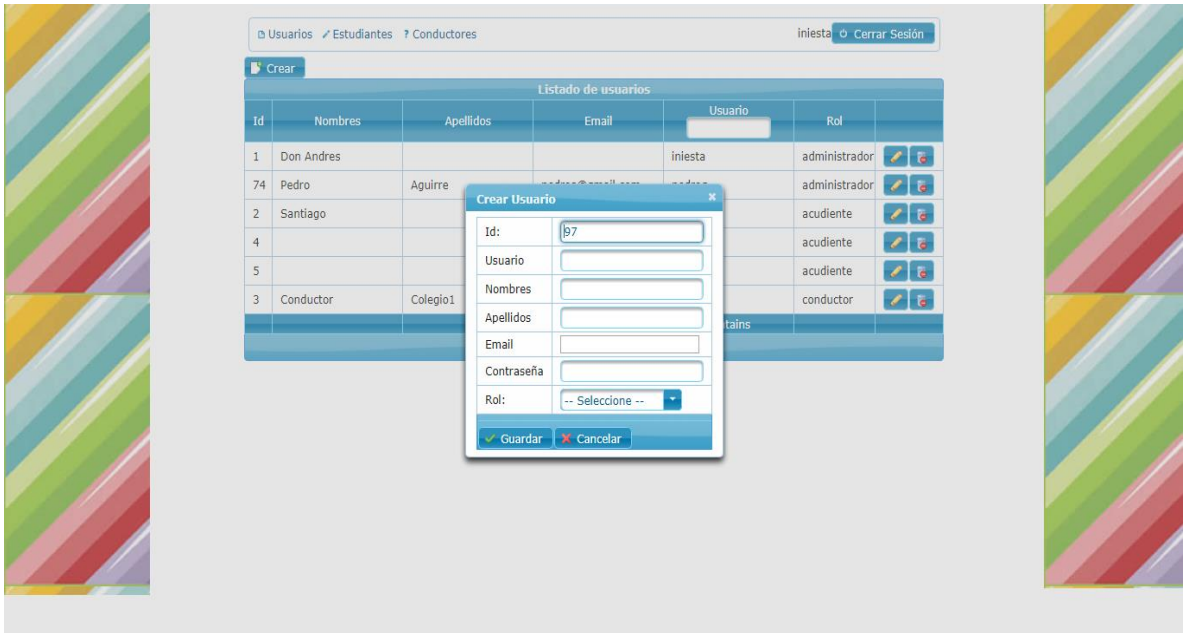 Usuarios Estudiantes ? Conductores iniesta Cerrar Sesión
Crear
Listado de usuarios
Id Nombres Apellidos Email Usuario Rol
1 Don Andres iniesta administrador
74 Pedro Aguirre administrador
2 Santiago acudiente
4 acudiente
5 acudiente
3 Conductor Colegio1 conductor
Crear Usuario
Id: 97
Usuario
Nombres
Apellidos
Email
Contraseña
Rol: -- Seleccione --
Guardar Cancelar